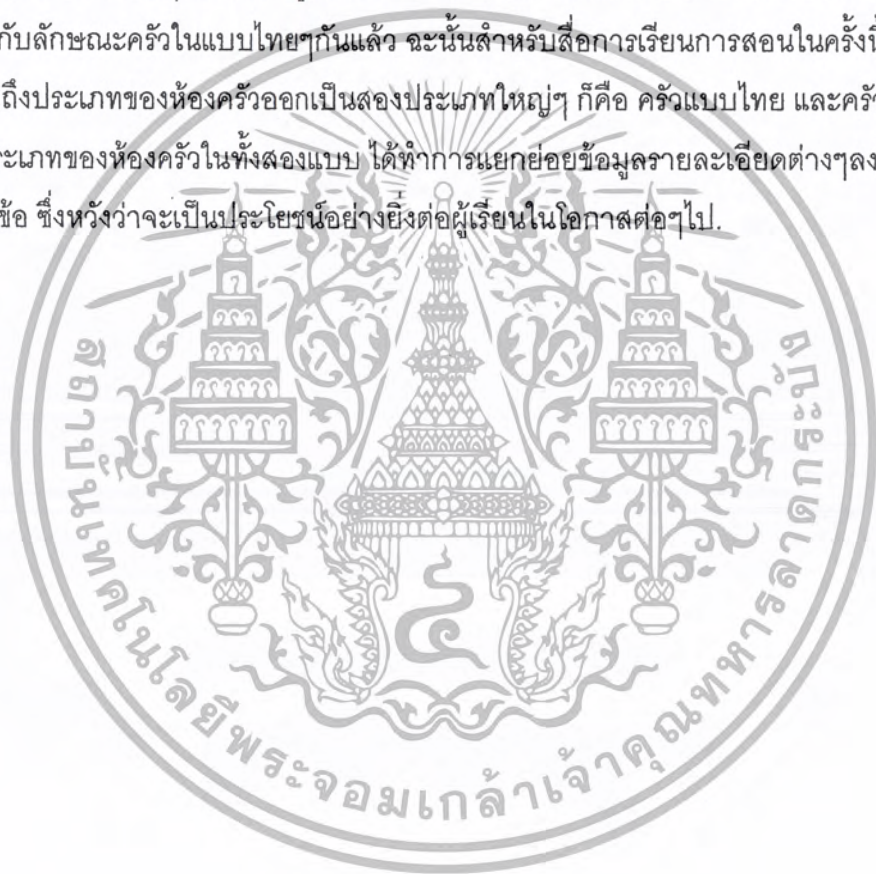 กับลักษณะครัวในแบบไทยๆกันแล้ว ฉะนั้นสำหรับสื่อการเรียนการสอนในครั้งนี้
ถึงประเภทของห้องครัวออกเป็นสองประเภทใหญ่ๆ ก็คือ ครัวแบบไทย และครัว
ระเภทของห้องครัวในทั้งสองแบบ ได้ทำการแยกย่อยข้อมูลรายละเอียดต่างๆลง
ข้อ ซึ่งหวังว่าจะเป็นประโยชน์อย่างยิ่งต่อผู้เรียนในโอกาสต่อๆไป.
สถาบันเทคโนโลยีพระจอมเกล้าเจ้าคุณทหารลาดกระบัง
๔